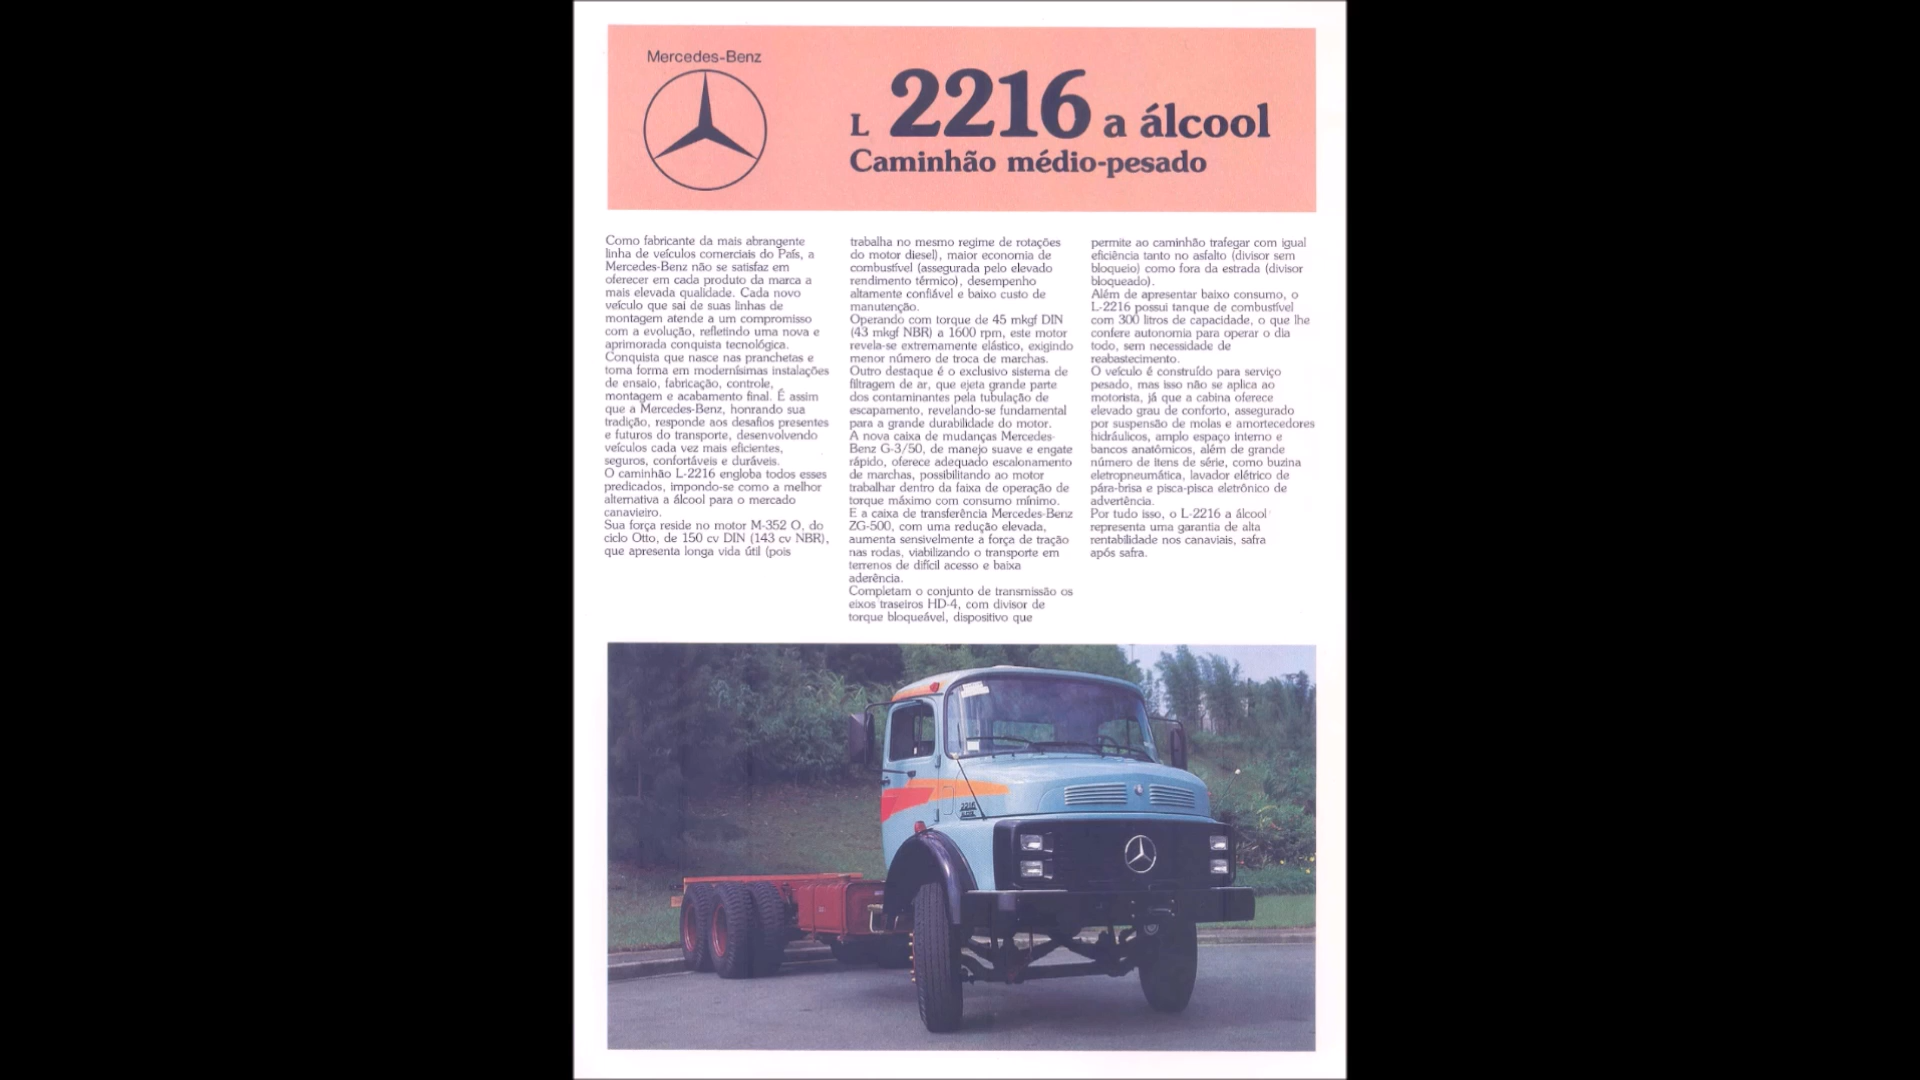 Mercedes-Benz
L 2216 a álcool
Caminhão médio-pesado
Como fabricante da mais abrangente
linha de veículos comerciais do País, a
Mercedes-Benz não se satisfaz em
oferecer em cada produto da marca a
mais elevada qualidade. Cada novo
veículo que sai de suas linhas de
montagem atende a um compromisso
com a evolução, refletindo uma nova e
aprimorada conquista tecnológica.
Conquista que nasce nas pranchetas e
toma forma em moderníssimas instalações
de ensaio, fabricação, controle,
montagem e acabamento final. É assim
que a Mercedes-Benz, honrando sua
tradição, responde aos desafios presentes
e futuros do transporte, desenvolvendo
veículos cada vez mais eficientes,
seguros, confortáveis e duráveis.
O caminhão L-2216 engloba todos esses
predicados, impondo-se como a melhor
alternativa a álcool para o mercado
canavieiro.
Sua força reside no motor M-352 O, do
ciclo Otto, de 150 cv DIN (143 cv NBR),
que apresenta longa vida útil (pois
trabalha no mesmo regime de rotações
do motor diesel), maior economia de
combustível (assegurada pelo elevado
rendimento térmico), desempenho
altamente confiável e baixo custo de
manutenção.
Operando com torque de 45 mkgf DIN
(43 mkgf NBR) a 1600 rpm, este motor
revela-se extremamente elástico, exigindo
menor número de troca de marchas.
Outro destaque é o exclusivo sistema de
filtragem de ar, que ejeta grande parte
dos contaminantes pela tubulação de
escapamento, revelando-se fundamental
para a grande durabilidade do motor.
A nova caixa de mudanças Mercedes-
Benz G-3/50, de manejo suave e engate
rápido, oferece adequado escalonamento
de marchas, possibilitando ao motor
trabalhar dentro da faixa de operação de
torque máximo com consumo mínimo.
E a caixa de transferência Mercedes-Benz
ZG-500, com uma redução elevada,
aumenta sensivelmente a força de tração
nas rodas, viabilizando o transporte em
terrenos de difícil acesso e baixa
aderência.
Completam o conjunto de transmissão os
eixos traseiros HD-4, com divisor de
torque bloqueável, dispositivo que
permite ao caminhão trafegar com igual
eficiência tanto no asfalto (divisor sem
bloqueio) como fora da estrada (divisor
bloqueado).
Além de apresentar baixo consumo, o
L-2216 possui tanque de combustível
com 300 litros de capacidade, o que lhe
confere autonomia para operar o dia
todo, sem necessidade de
reabastecimento.
O veículo é construído para serviço
pesado, mas isso não se aplica ao
motorista, já que a cabina oferece
elevado grau de conforto, assegurado
por suspensão de molas e amortecedores
hidráulicos, amplo espaço interno e
bancos anatômicos, além de grande
número de itens de série, como buzina
eletropneumática, lavador elétrico de
pára-brisa e pisca-pisca eletrônico de
advertência.
Por tudo isso, o L-2216 a álcool
representa uma garantia de alta
rentabilidade nos canaviais, safra
após safra.
2216